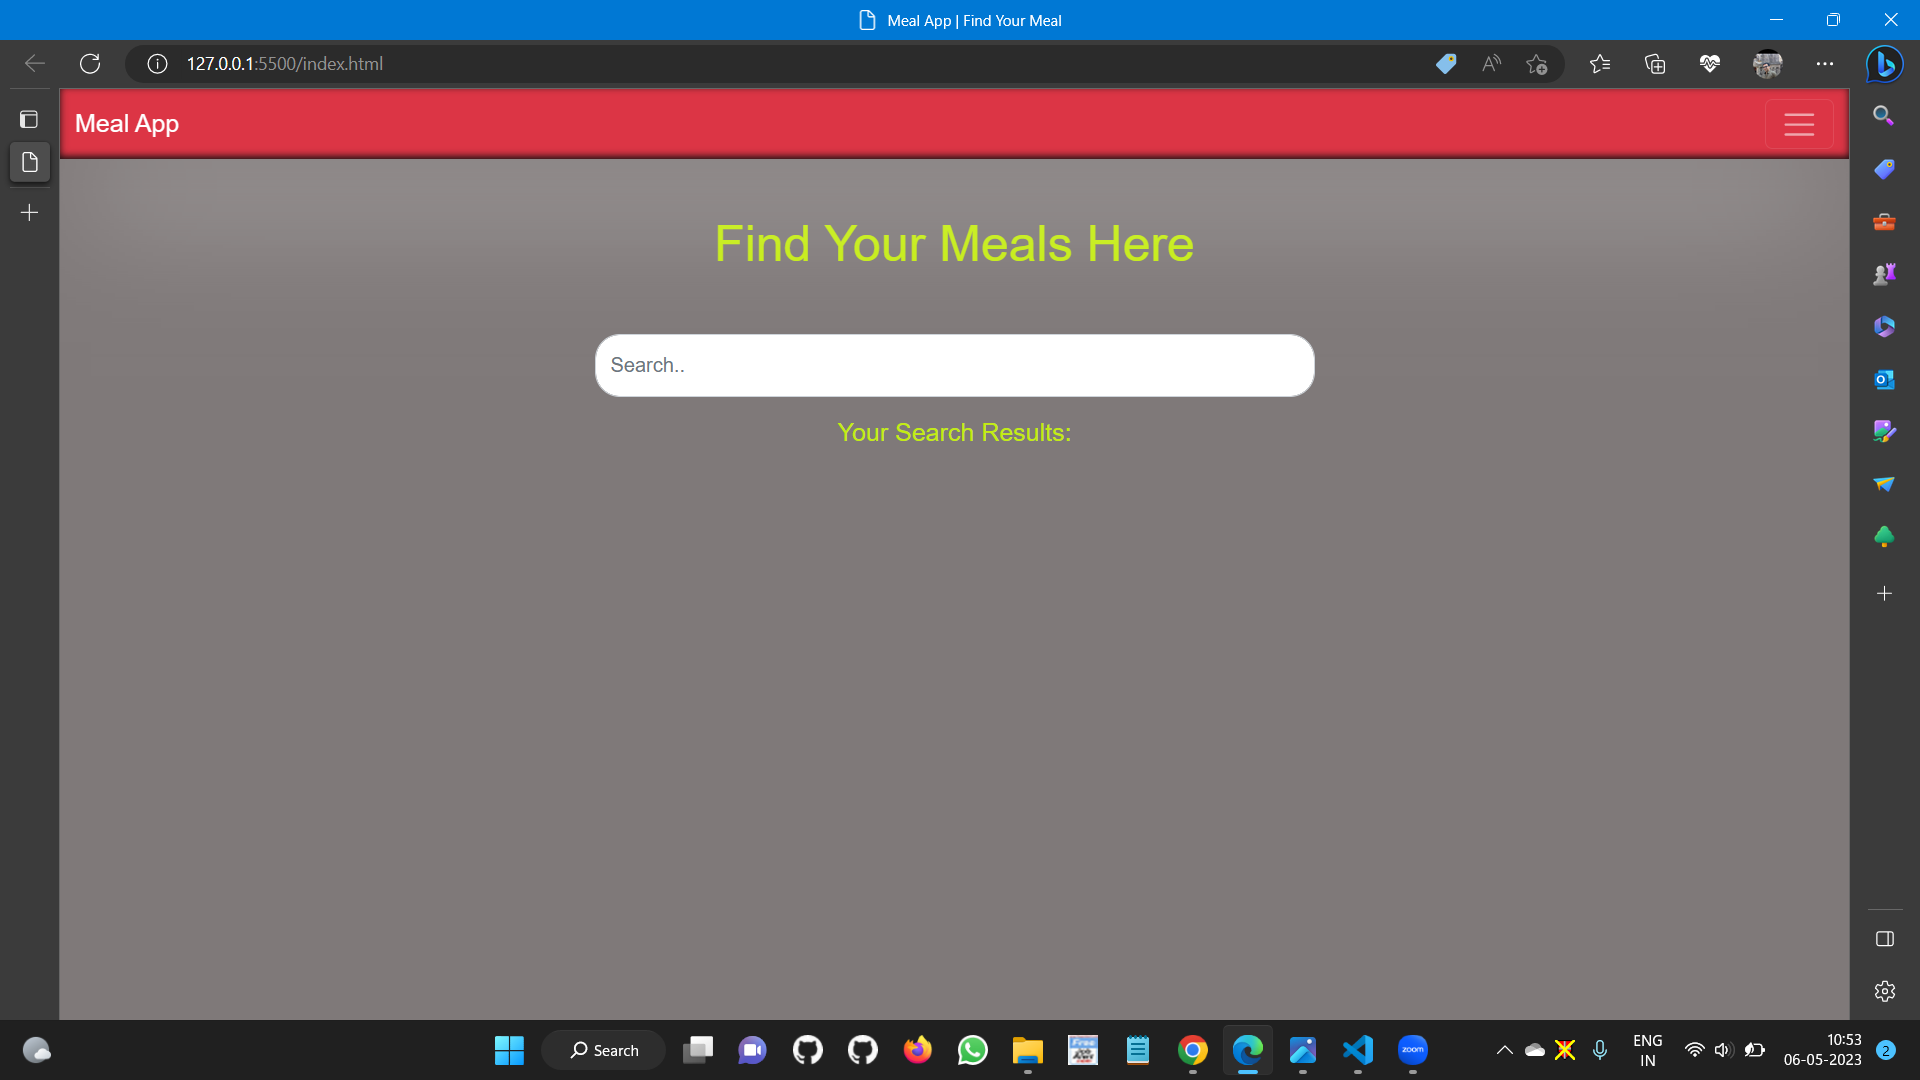 Meal App | Find Your Meal
127.0.0.1:5500/index.html
Meal App
Find Your Meals Here
Search..
Your Search Results:
Search
zoom
ENG
IN
10:53
06-05-2023
2